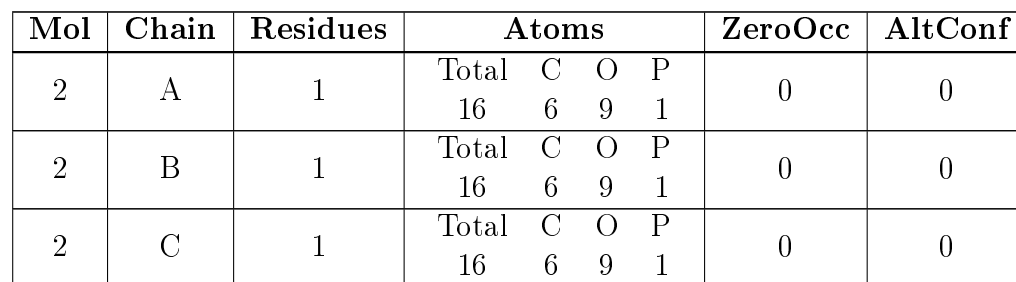 Mol Chain Residues Atoms ZeroOcc AltConf
2 A 1 Total C O P 0 0
16 6 9 1
2 B 1 Total C O P 0 0
16 6 9 1
2 C 1 Total C O P 0 0
16 6 9 1